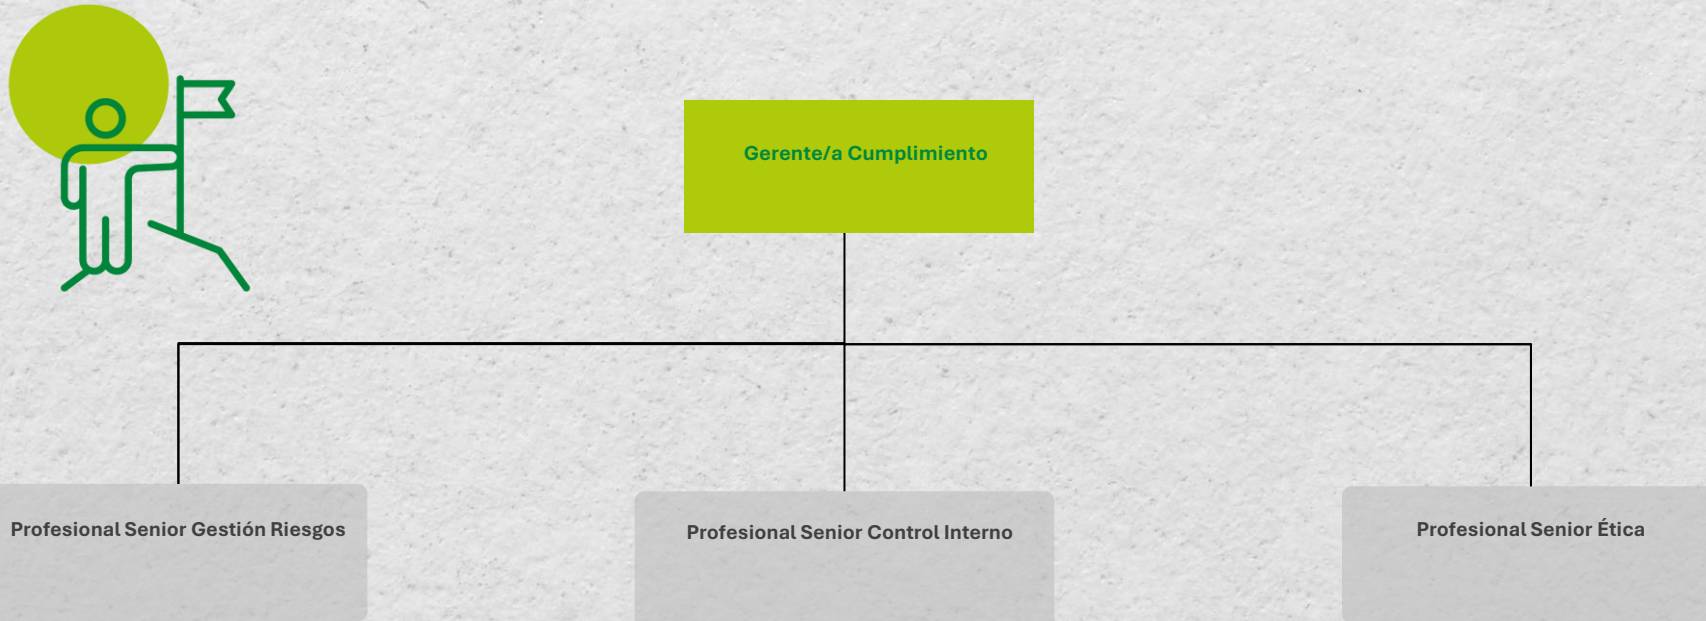 Gerente/a Cumplimiento
Profesional Senior Gestión Riesgos
Profesional Senior Control Interno
Profesional Senior Ética